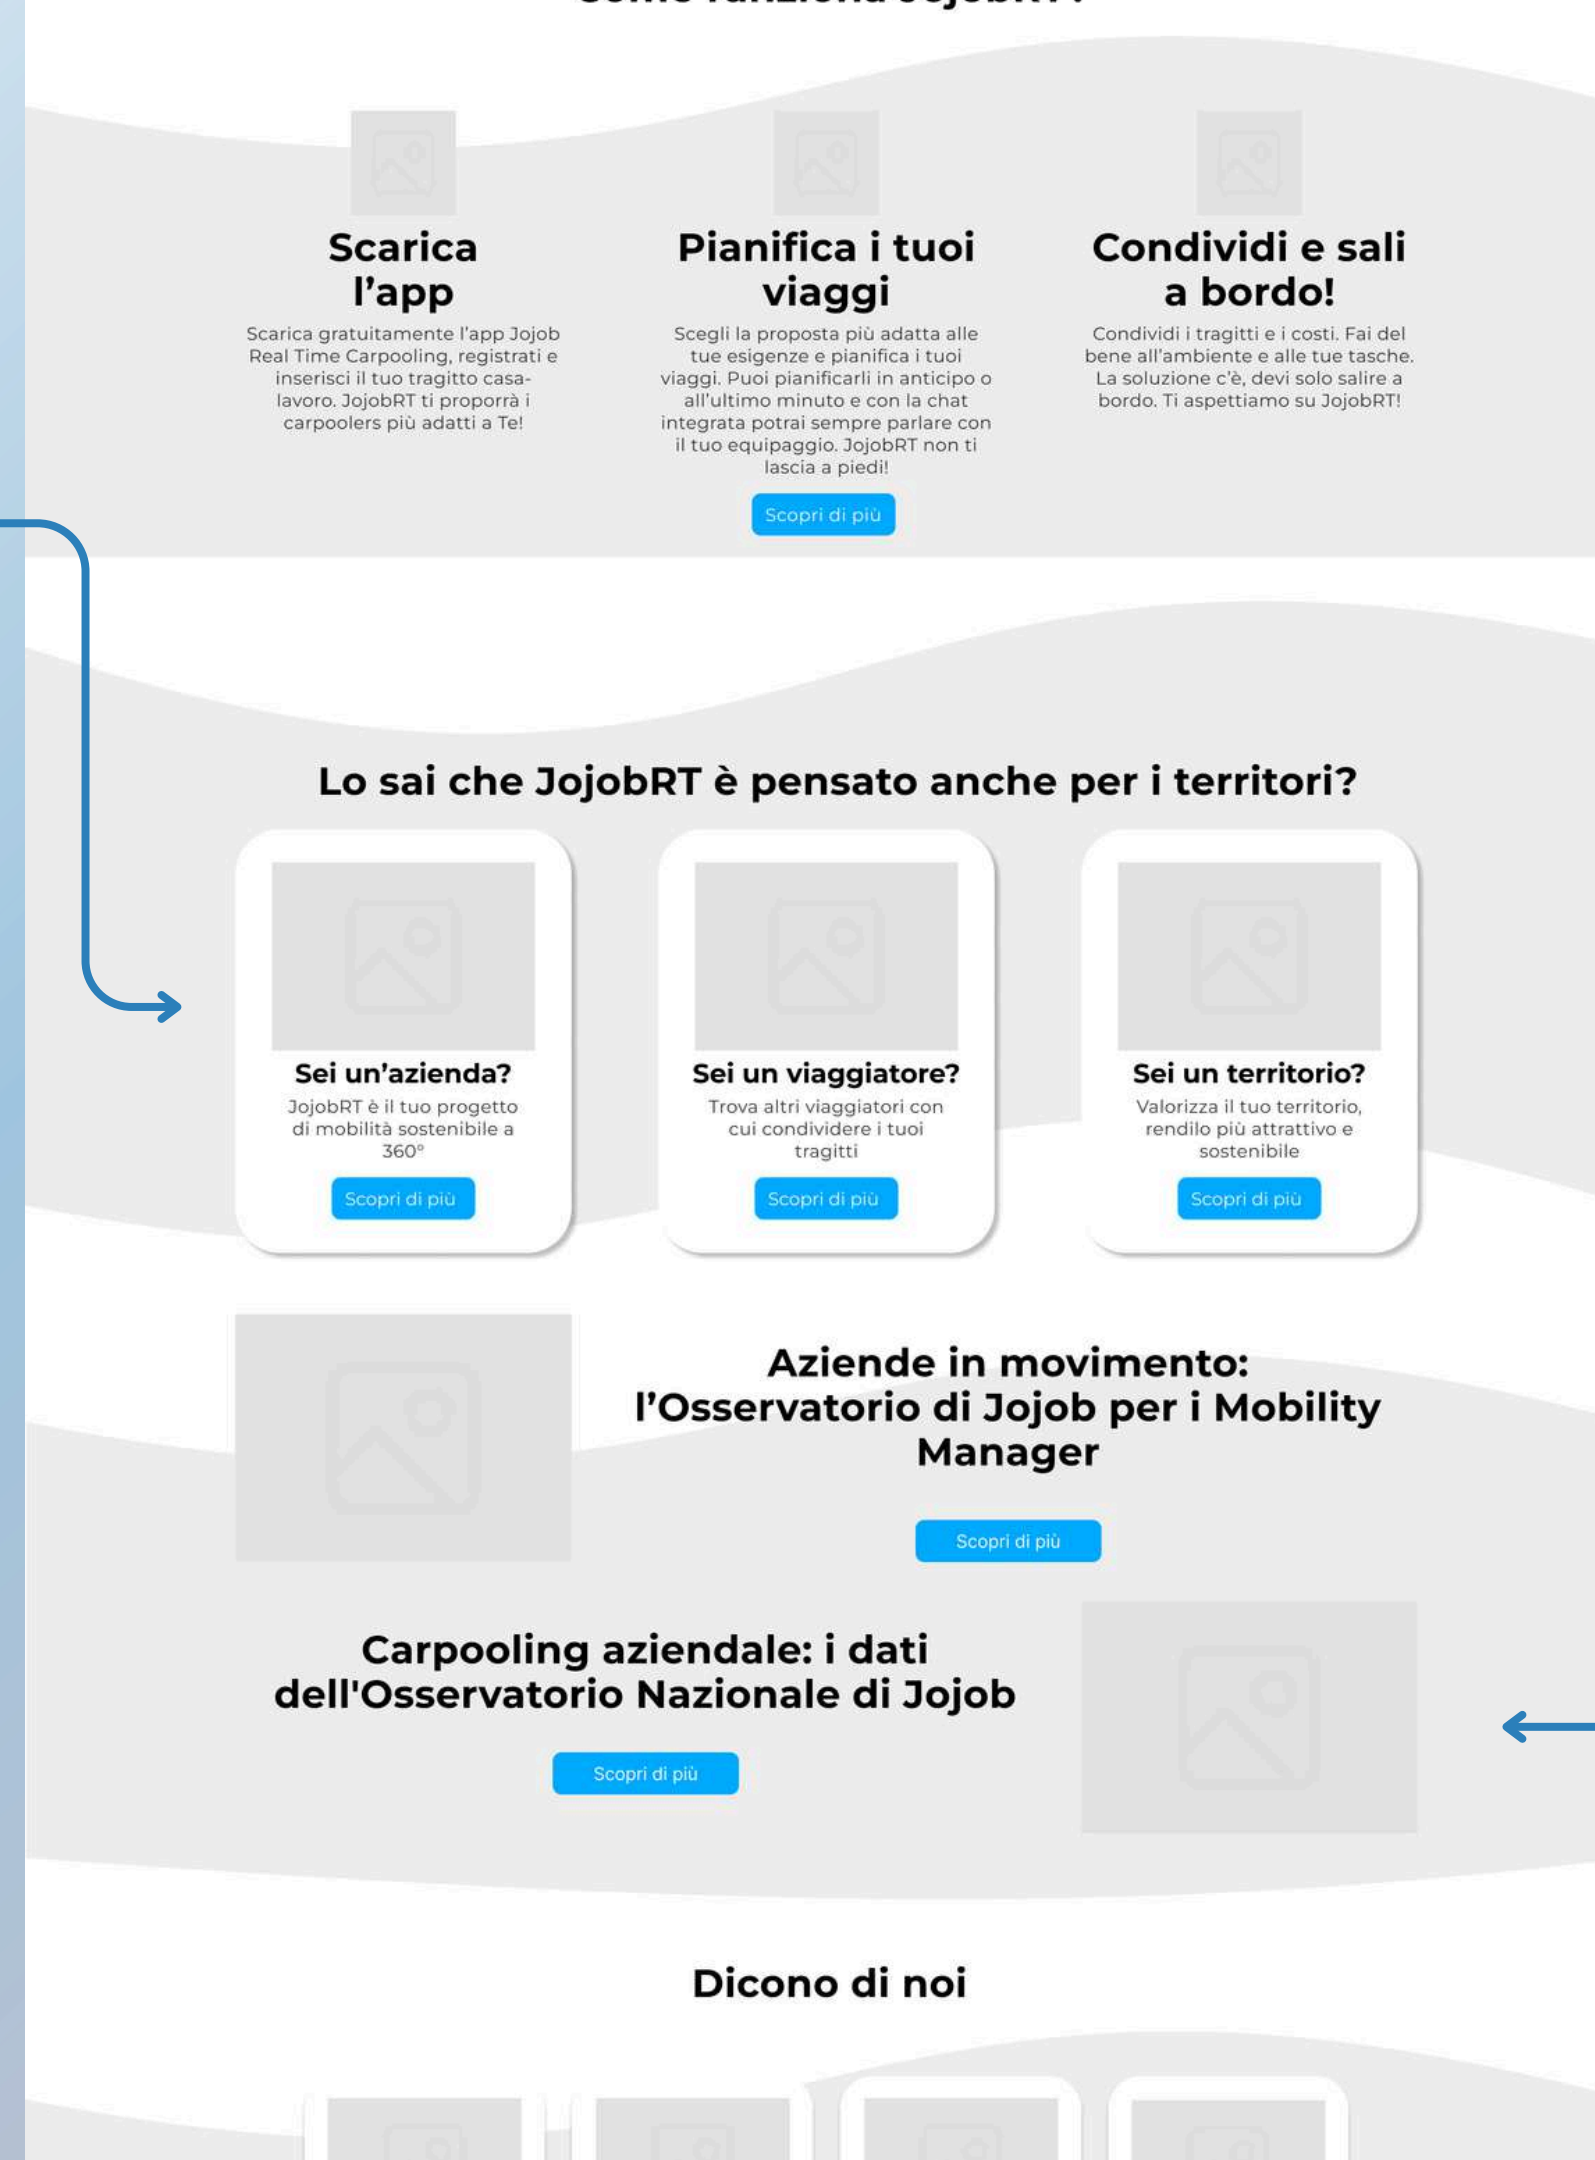 Scarica
l'app
Scarica gratuitamente l'app Jojob
Real Time Carpooling, registrati e
inserisci il tuo tragitto casa-
lavoro. JojobRT ti proporrà i
carpoolers più adatti a Te!
Pianifica i tuoi
viaggi
Scegli la proposta più adatta alle
tue esigenze e pianifica i tuoi
viaggi. Puoi pianificarli in anticipo o
all'ultimo minuto e con la chat
integrata potrai sempre parlare con
il tuo equipaggio. JojobRT non ti
lascia a piedi!
Scopri di più
Condividi e sali
a bordo!
Condividi i tragitti e i costi. Fai del
bene all'ambiente e alle tue tasche.
La soluzione c'è, devi solo salire a
bordo. Ti aspettiamo su JojobRT!
Lo sai che JojobRT è pensato anche per i territori?
Sei un'azienda?
JojobRT è il tuo progetto
di mobilità sostenibile a
360°
Scopri di più
Sei un viaggiatore?
Trova altri viaggiatori con
cui condividere i tuoi
tragitti
Scopri di più
Sei un territorio?
Valorizza il tuo territorio,
rendilo più attrattivo e
sostenibile
Scopri di più
Aziende in movimento:
l'Osservatorio di Jojob per i Mobility
Manager
Scopri di più
Carpooling aziendale: i dati
dell'Osservatorio Nazionale di Jojob
Scopri di più
Dicono di noi